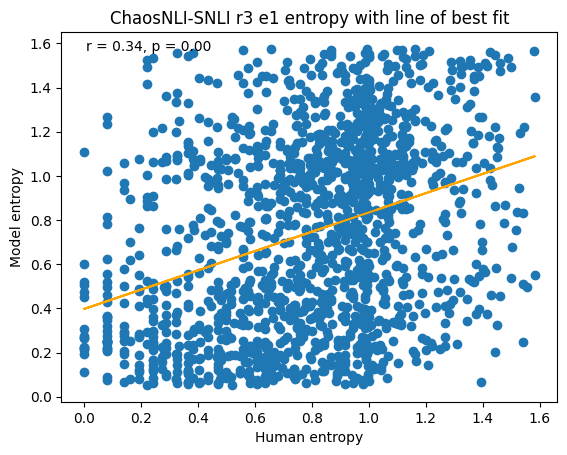 ChaosNLI-SNLI r3 e1 entropy with line of best fit
r = 0.34, p = 0.00
1.6
1.4
1.2
1.0
0.8
0.6
0.4
0.2
0.0
Model entropy
0.0 0.2 0.4 0.6 0.8 1.0 1.2 1.4 1.6
Human entropy